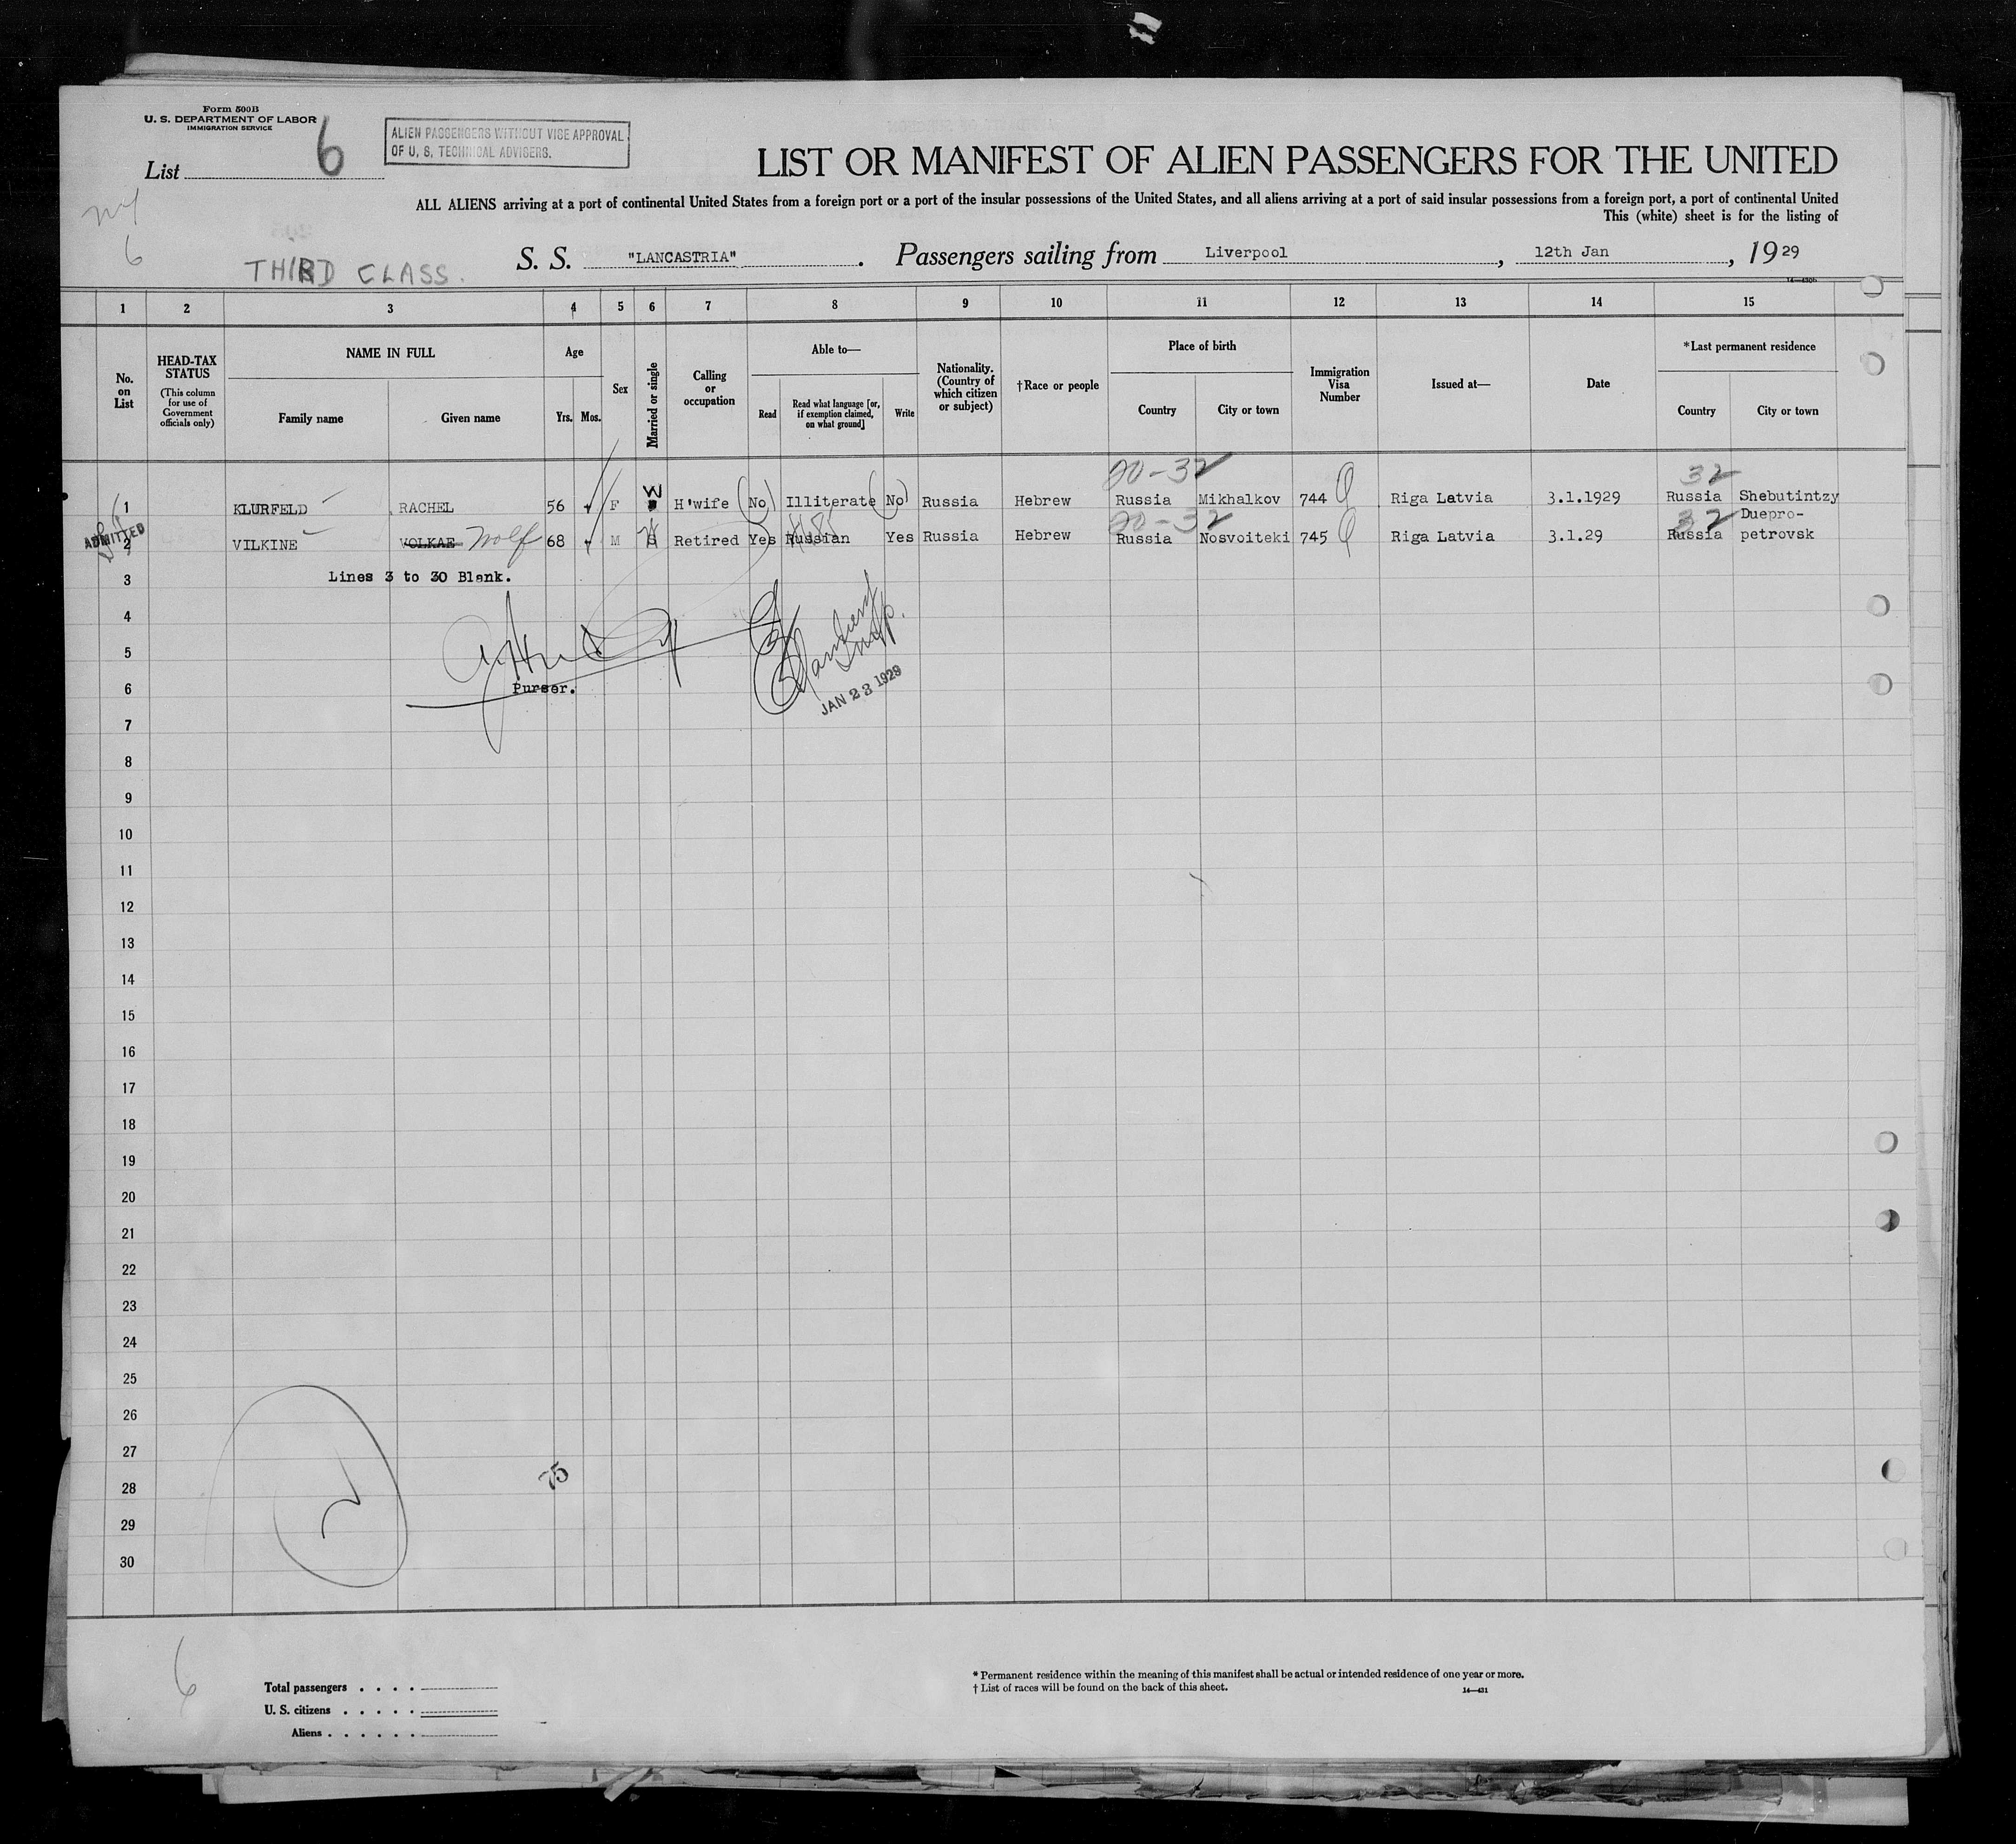 Form 500B
U. S. DEPARTMENT OF LABOR
IMMIGRATION SERVICE
List 6
ALIEN PASSENGERS WITHOUT VISE APPROVAL
OF U. S. TECHNICAL ADVISERS.
LIST OR MANIFEST OF ALIEN PASSENGERS FOR THE UNITED
ALL ALIENS arriving at a port of continental United States from a foreign port or a port of the insular possessions of the United States, and all aliens arriving at a port of said insular possessions from a foreign port, a port of continental United
This (white) sheet is for the listing of
6
THIRD CLASS.
S. S. "LANCASTRIA". Passengers sailing from Liverpool, 12th Jan, 1929
1 2 3 4 5 6 7 8 9 10 11 12 13 14 15
No. on List
HEAD-TAX STATUS
(This column for use of Government officials only)
NAME IN FULL
Family name Given name
Age
Yrs. Mos.
Sex
Married or single
Calling or occupation
Able to—
Read
Read what language [or, if exemption claimed, on what ground]
Write
Nationality. (Country of which citizen or subject)
†Race or people
Place of birth
Country City or town
Immigration Visa Number
Issued at—
Date
*Last permanent residence
Country City or town
20-32 32
1 KLURFELD RACHEL 56 F W H'wife (No) Illiterate (No) Russia Hebrew Russia Mikhalkov 744 Riga Latvia 3.1.1929 Russia Shebutintzy
ADMITTED
20-32 32
2 VILKINE VOLKAE Wolf 68 M Retired Yes Russian Yes Russia Hebrew Russia Nosvoiteki 745 Riga Latvia 3.1.29 Russia Duepro-
petrovsk
3 Lines 3 to 30 Blank.
4
5
6 Purser.
JAN 23 1929
7
8
9
10
11
12
13
14
15
16
17
18
19
20
21
22
23
24
25
26
27
28 75
29
30
6
Total passengers . . . .
U. S. citizens . . . . .
Aliens . . . . . .
* Permanent residence within the meaning of this manifest shall be actual or intended residence of one year or more.
† List of races will be found on the back of this sheet.
14—431